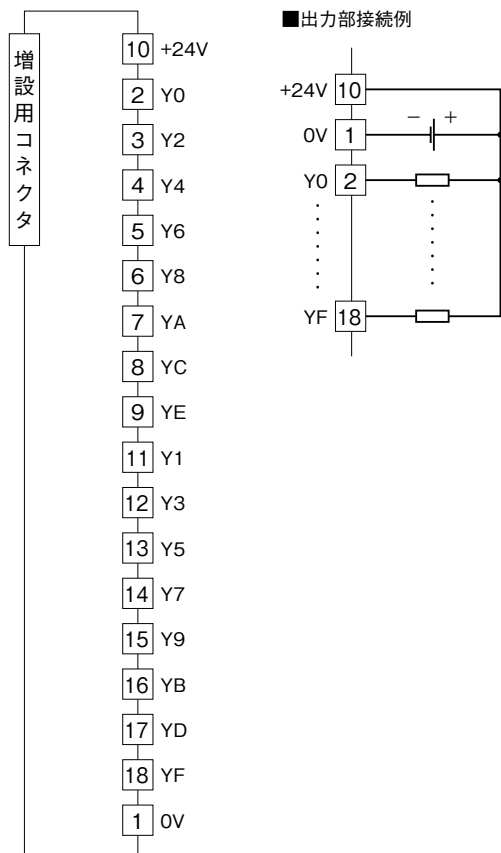 増設用コネクタ
10 +24V
2 Y0
3 Y2
4 Y4
5 Y6
6 Y8
7 YA
8 YC
9 YE
11 Y1
12 Y3
13 Y5
14 Y7
15 Y9
16 YB
17 YD
18 YF
1 0V
■出力部接続例
+24V 10
0V 1 − +
Y0 2
YF 18